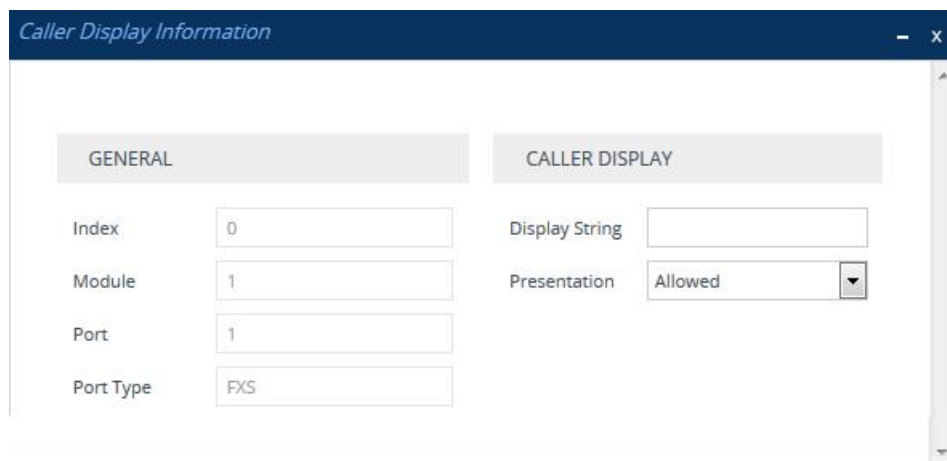 Caller Display Information
GENERAL
Index 0
Module 1
Port 1
Port Type FXS
CALLER DISPLAY
Display String
Presentation Allowed